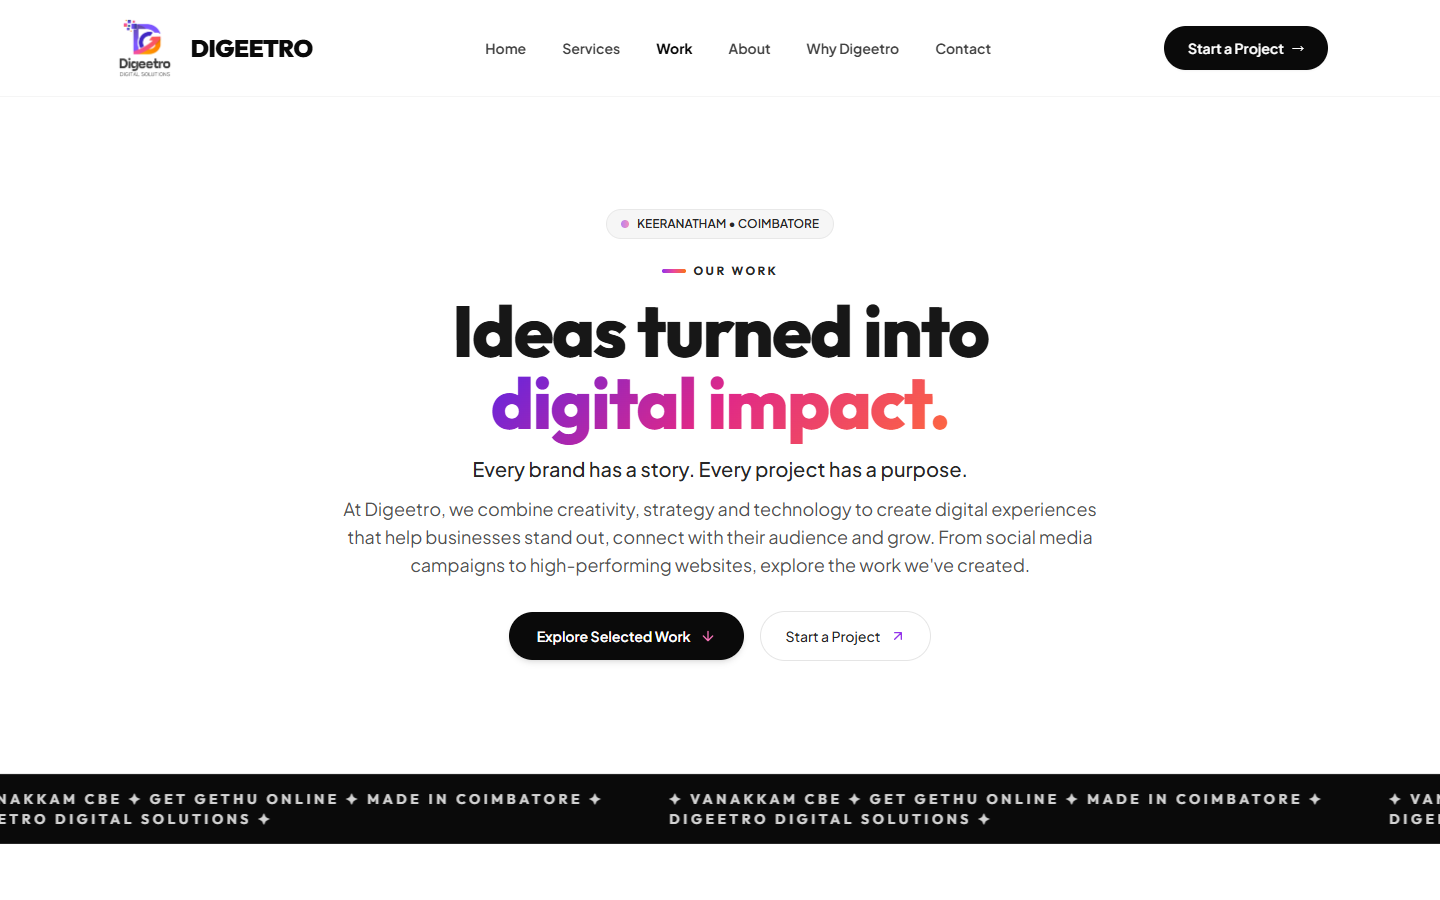 Digeetro
DIGITAL SOLUTIONS
DIGEETRO
Home Services Work About Why Digeetro Contact
Start a Project →
KEERANATHAM • COIMBATORE
OUR WORK
Ideas turned into
digital impact.
Every brand has a story. Every project has a purpose.
At Digeetro, we combine creativity, strategy and technology to create digital experiences
that help businesses stand out, connect with their audience and grow. From social media
campaigns to high-performing websites, explore the work we've created.
Explore Selected Work ↓ Start a Project ↗
NAKKAM CBE ✦ GET GETHU ONLINE ✦ MADE IN COIMBATORE ✦
ETRO DIGITAL SOLUTIONS ✦
✦ VANAKKAM CBE ✦ GET GETHU ONLINE ✦ MADE IN COIMBATORE ✦
DIGEETRO DIGITAL SOLUTIONS ✦
✦ VAN
DIGEE